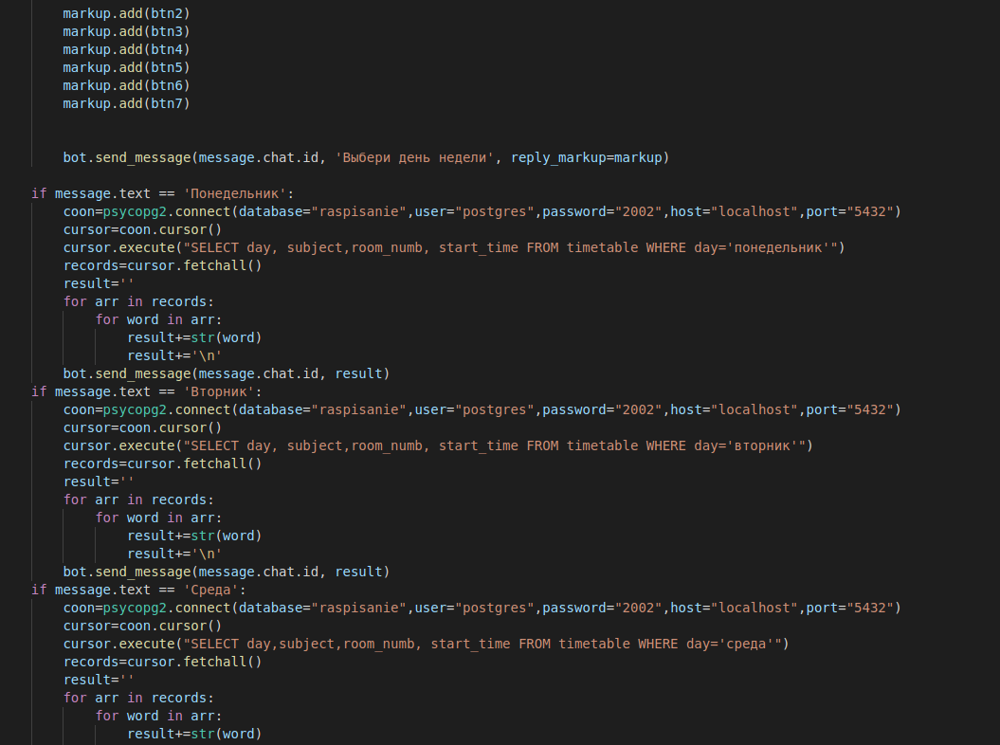 markup.add(btn2)
markup.add(btn3)
markup.add(btn4)
markup.add(btn5)
markup.add(btn6)
markup.add(btn7)
bot.send_message(message.chat.id, 'Выбери день недели', reply_markup=markup)
if message.text == 'Понедельник':
coon=psycopg2.connect(database="raspisanie",user="postgres",password="2002",host="localhost",port="5432")
cursor=coon.cursor()
cursor.execute("SELECT day, subject,room_numb, start_time FROM timetable WHERE day='понедельник'")
records=cursor.fetchall()
result=''
for arr in records:
for word in arr:
result+=str(word)
result+='\n'
bot.send_message(message.chat.id, result)
if message.text == 'Вторник':
coon=psycopg2.connect(database="raspisanie",user="postgres",password="2002",host="localhost",port="5432")
cursor=coon.cursor()
cursor.execute("SELECT day, subject,room_numb, start_time FROM timetable WHERE day='вторник'")
records=cursor.fetchall()
result=''
for arr in records:
for word in arr:
result+=str(word)
result+='\n'
bot.send_message(message.chat.id, result)
if message.text == 'Среда':
coon=psycopg2.connect(database="raspisanie",user="postgres",password="2002",host="localhost",port="5432")
cursor=coon.cursor()
cursor.execute("SELECT day,subject,room_numb, start_time FROM timetable WHERE day='среда'")
records=cursor.fetchall()
result=''
for arr in records:
for word in arr:
result+=str(word)